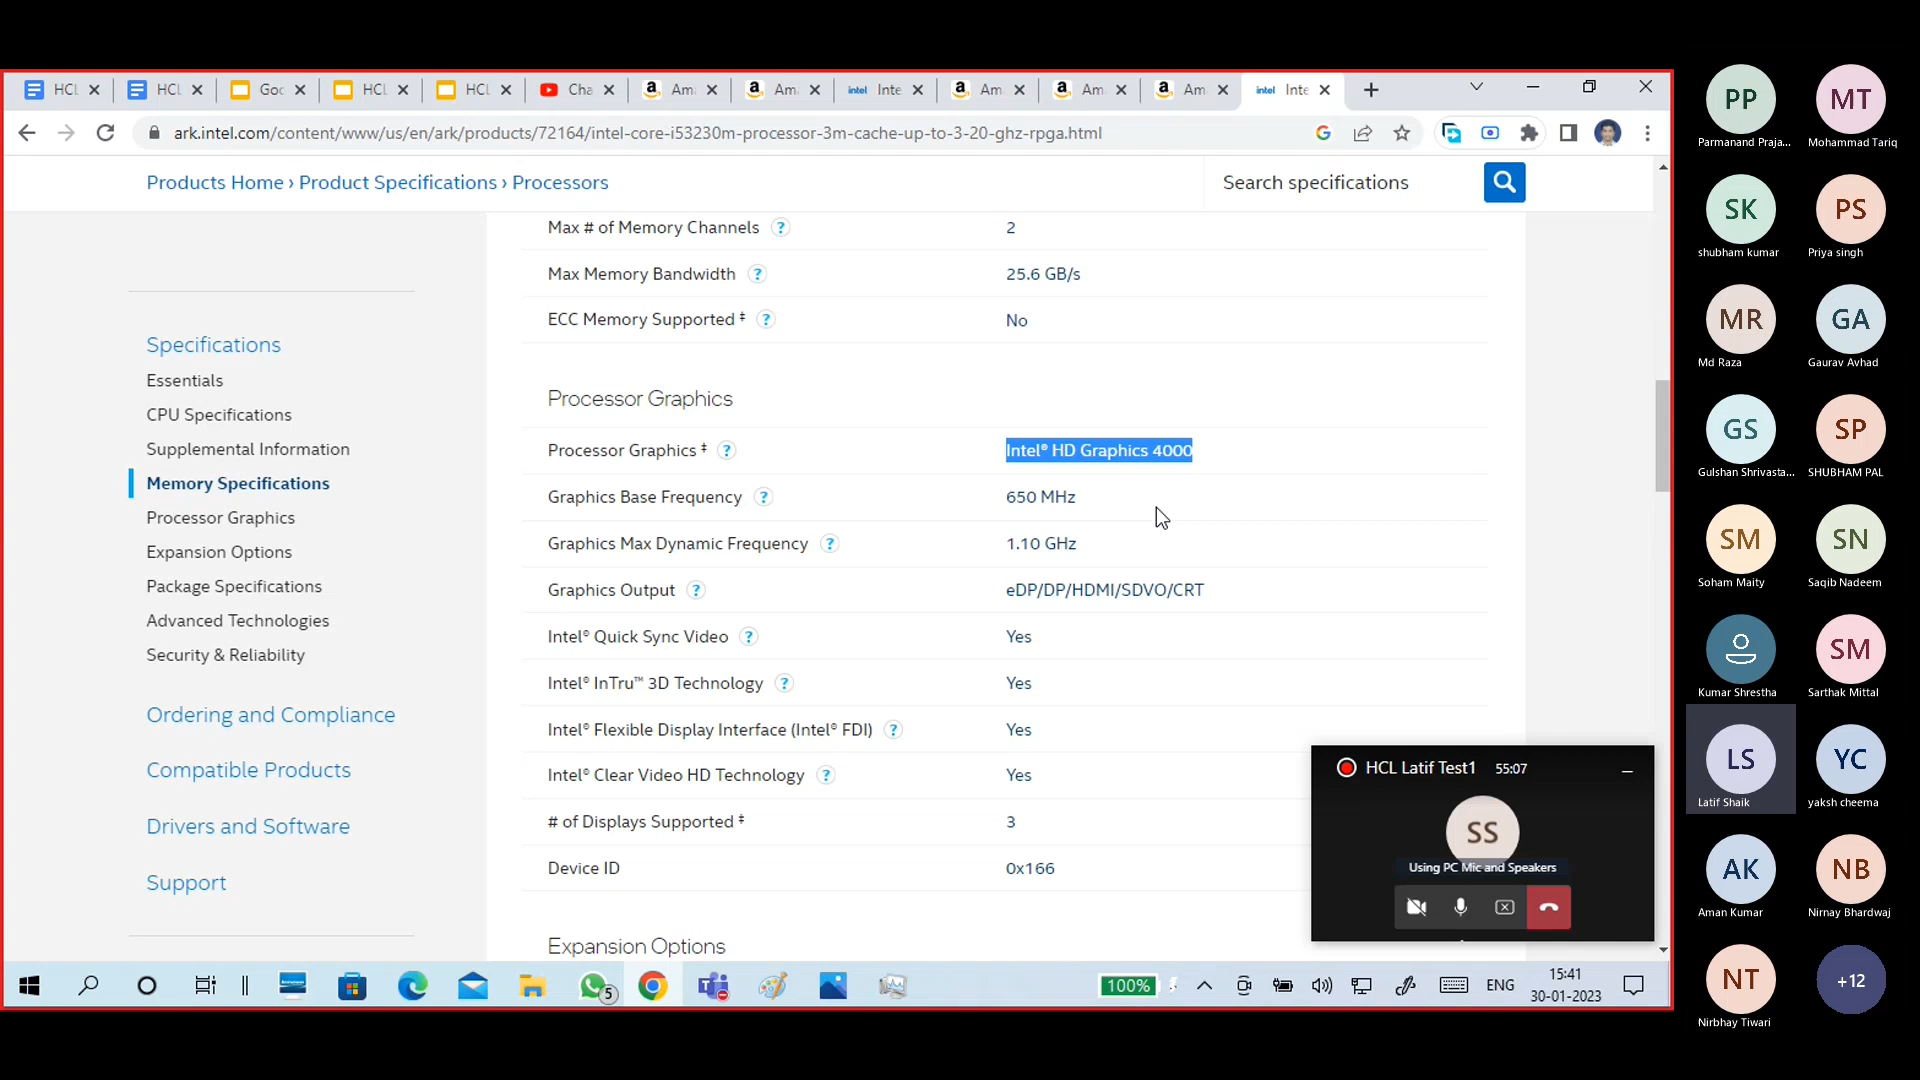 HCL
HCL
Goo
HCL
HCL
Cha
Am
Am
intel Inte
Am
Am
Am
intel Inte
ark.intel.com/content/www/us/en/ark/products/72164/intel-core-i53230m-processor-3m-cache-up-to-3-20-ghz-rpga.html
Products Home › Product Specifications › Processors
Search specifications
Specifications
Essentials
CPU Specifications
Supplemental Information
Memory Specifications
Processor Graphics
Expansion Options
Package Specifications
Advanced Technologies
Security & Reliability
Ordering and Compliance
Compatible Products
Drivers and Software
Support
Max # of Memory Channels ? 2
Max Memory Bandwidth ? 25.6 GB/s
ECC Memory Supported ‡ ? No
Processor Graphics
Processor Graphics ‡ ? Intel® HD Graphics 4000
Graphics Base Frequency ? 650 MHz
Graphics Max Dynamic Frequency ? 1.10 GHz
Graphics Output ? eDP/DP/HDMI/SDVO/CRT
Intel® Quick Sync Video ? Yes
Intel® InTru™ 3D Technology ? Yes
Intel® Flexible Display Interface (Intel® FDI) ? Yes
Intel® Clear Video HD Technology ? Yes
# of Displays Supported ‡ 3
Device ID 0x166
Expansion Options
HCL Latif Test1 55:07
SS
Using PC Mic and Speakers
5
100%
ENG
15:41
30-01-2023
PP
Parmanand Praja...
MT
Mohammad Tariq
SK
shubham kumar
PS
Priya singh
MR
Md Raza
GA
Gaurav Avhad
GS
Gulshan Shrivasta...
SP
SHUBHAM PAL
SM
Soham Maity
SN
Saqib Nadeem
Kumar Shrestha
SM
Sarthak Mittal
LS
Latif Shaik
YC
yaksh cheema
AK
Aman Kumar
NB
Nirnay Bhardwaj
NT
Nirbhay Tiwari
+12